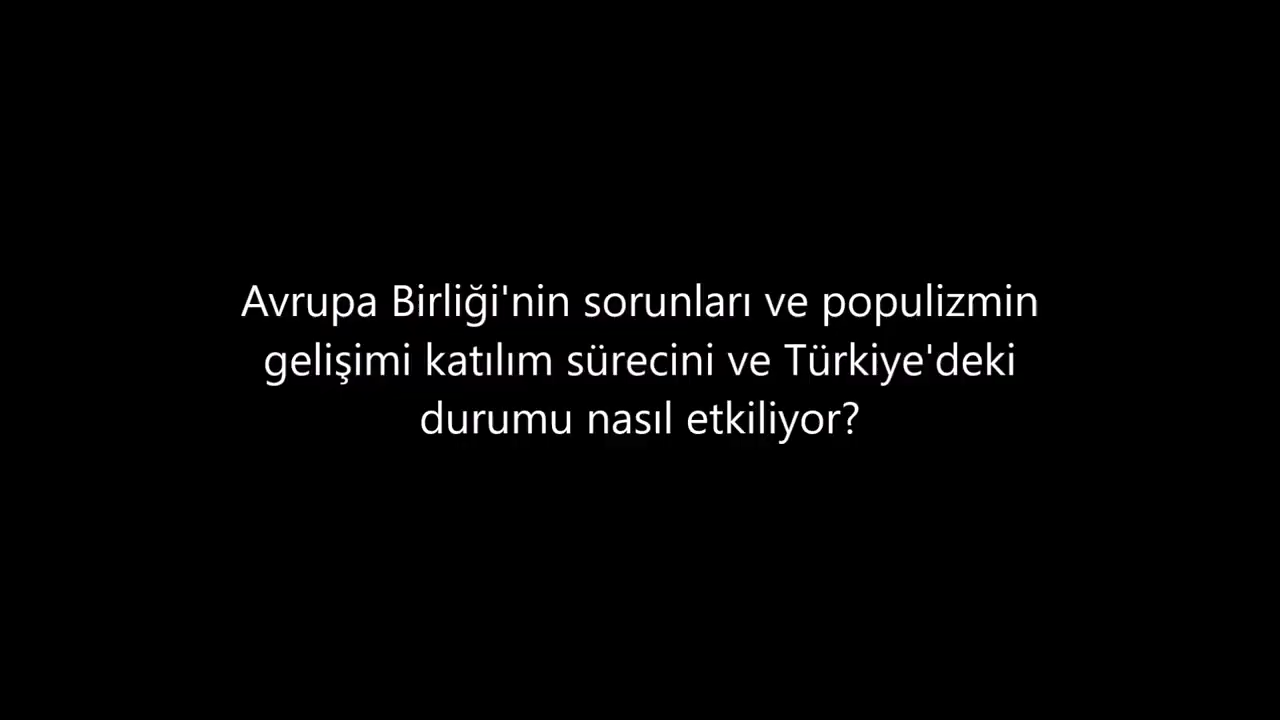 Avrupa Birliği'nin sorunları ve populizmin
gelişimi katılım sürecini ve Türkiye'deki
durumu nasıl etkiliyor?